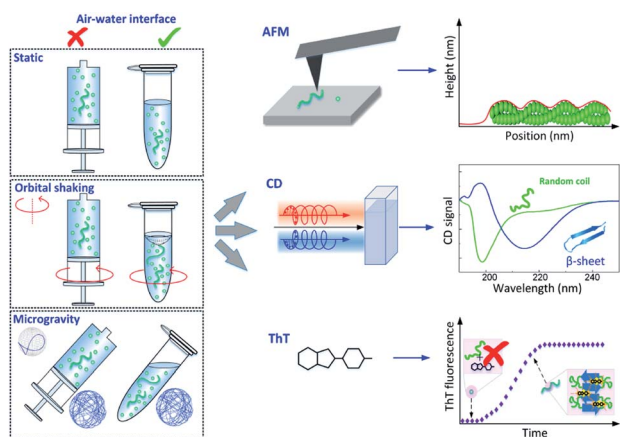 Air-water interface
Static
Orbital shaking
Microgravity
AFM
Height (nm)
Position (nm)
CD
CD signal
Random coil
β-sheet
200
220
240
Wavelength (nm)
ThT
ThT fluorescence
Time